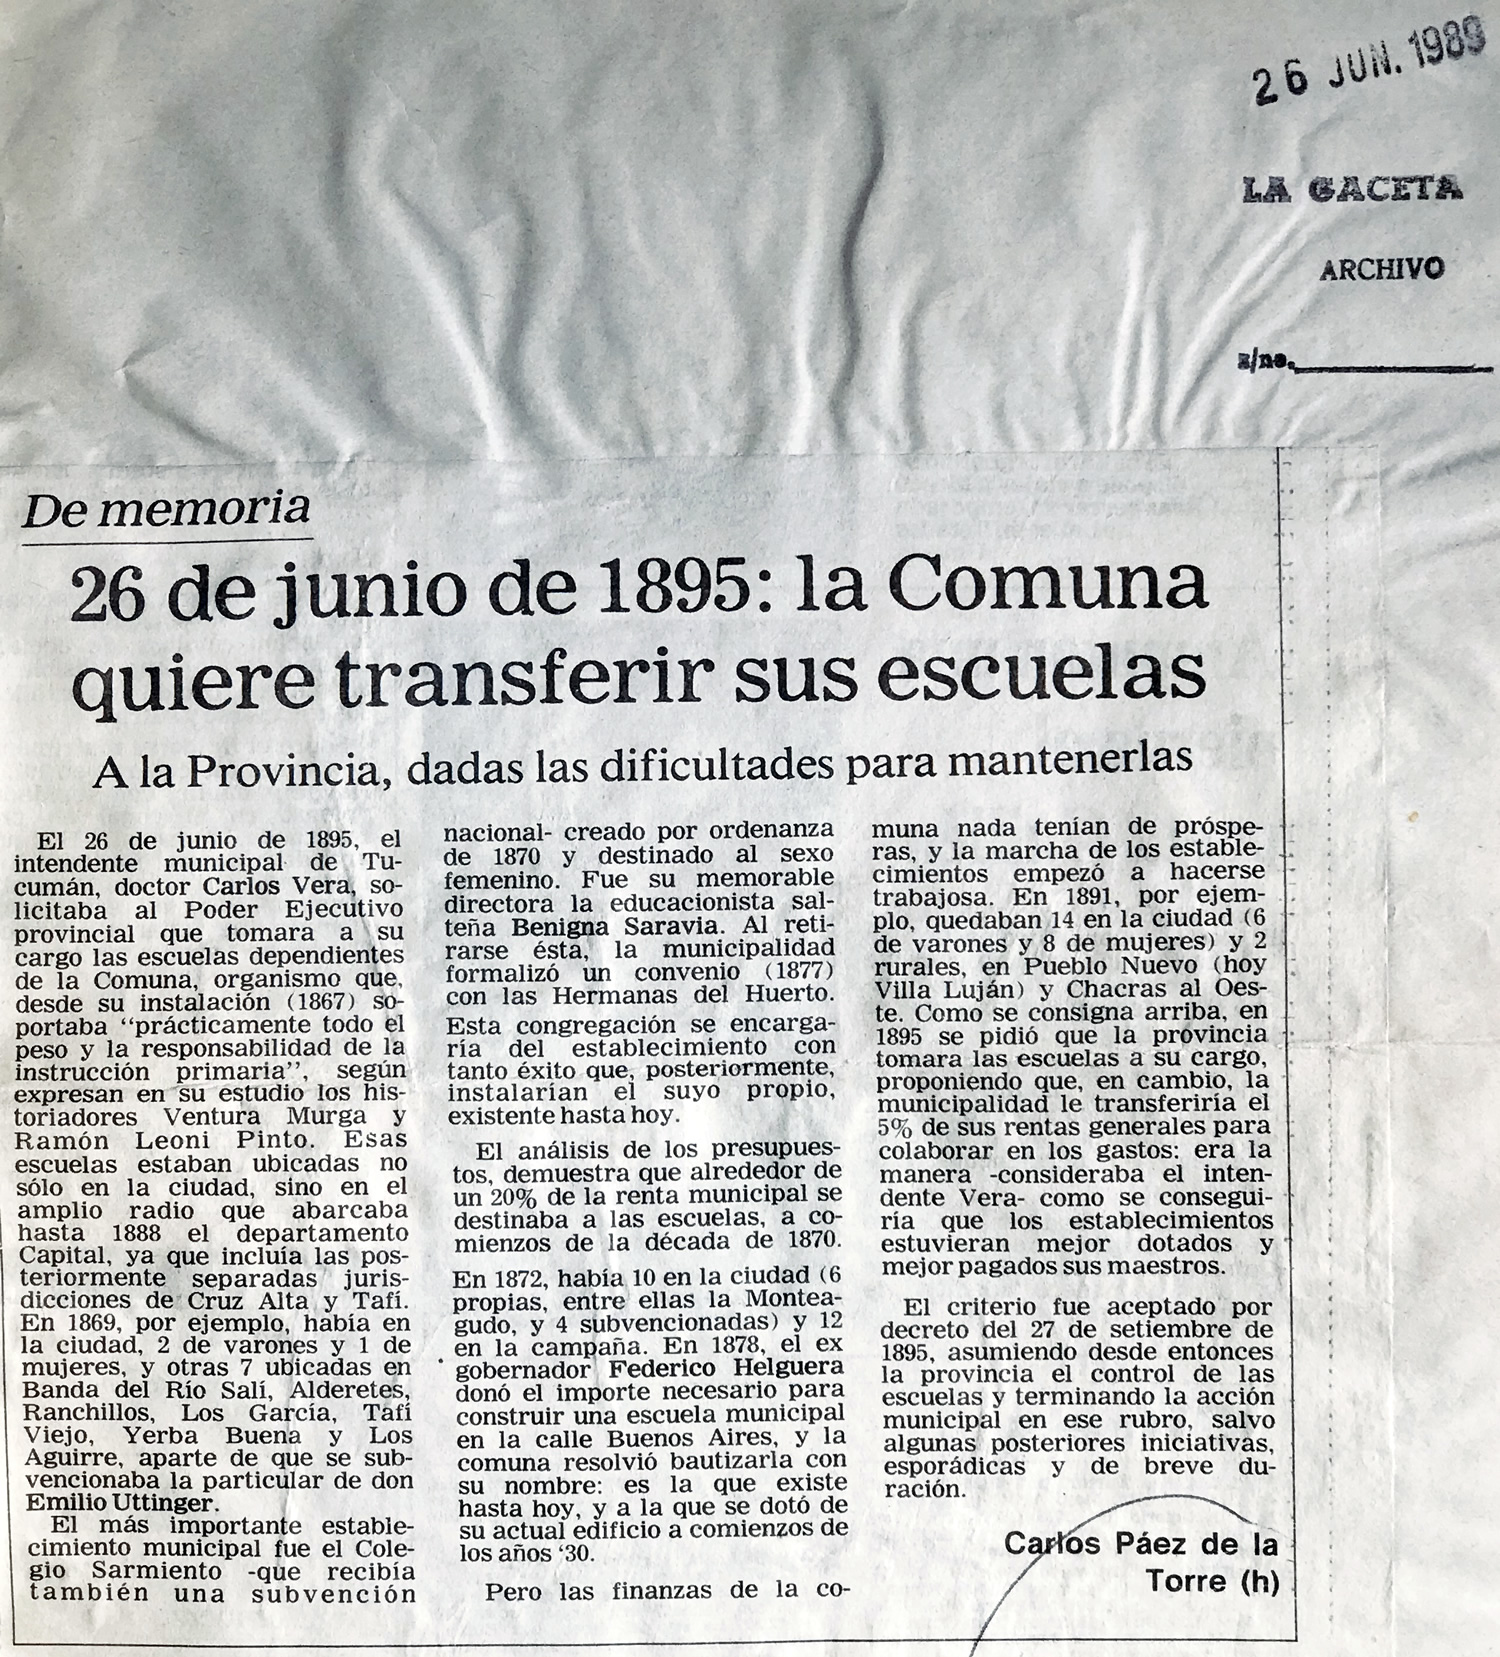 26 JUN. 1989
LA GACETA
ARCHIVO
s/no.
De memoria
26 de junio de 1895: la Comuna
quiere transferir sus escuelas
A la Provincia, dadas las dificultades para mantenerlas
El 26 de junio de 1895, el
intendente municipal de Tu-
cumán, doctor Carlos Vera, so-
licitaba al Poder Ejecutivo
provincial que tomara a su
cargo las escuelas dependientes
de la Comuna, organismo que,
desde su instalación (1867) so-
portaba “prácticamente todo el
peso y la responsabilidad de la
instrucción primaria”, según
expresan en su estudio los his-
toriadores Ventura Murga y
Ramón Leoni Pinto. Esas
escuelas estaban ubicadas no
sólo en la ciudad, sino en el
amplio radio que abarcaba
hasta 1888 el departamento
Capital, ya que incluía las pos-
teriormente separadas juris-
dicciones de Cruz Alta y Tafí.
En 1869, por ejemplo, había en
la ciudad, 2 de varones y 1 de
mujeres, y otras 7 ubicadas en
Banda del Río Salí, Alderetes,
Ranchillos, Los García, Tafí
Viejo, Yerba Buena y Los
Aguirre, aparte de que se sub-
vencionaba la particular de don
Emilio Uttinger.
El más importante estable-
cimiento municipal fue el Cole-
gio Sarmiento -que recibía
también una subvención
nacional- creado por ordenanza
de 1870 y destinado al sexo
femenino. Fue su memorable
directora la educacionista sal-
teña Benigna Saravia. Al reti-
rarse ésta, la municipalidad
formalizó un convenio (1877)
con las Hermanas del Huerto.
Esta congregación se encarga-
ría del establecimiento con
tanto éxito que, posteriormente,
instalarían el suyo propio,
existente hasta hoy.
El análisis de los presupues-
tos, demuestra que alrededor de
un 20% de la renta municipal se
destinaba a las escuelas, a co-
mienzos de la década de 1870.
En 1872, había 10 en la ciudad (6
propias, entre ellas la Montea-
gudo, y 4 subvencionadas) y 12
en la campaña. En 1878, el ex
gobernador Federico Helguera
donó el importe necesario para
construir una escuela municipal
en la calle Buenos Aires, y la
comuna resolvió bautizarla con
su nombre: es la que existe
hasta hoy, y a la que se dotó de
su actual edificio a comienzos de
los años ‘30.
Pero las finanzas de la co-
muna nada tenían de próspe-
ras, y la marcha de los estable-
cimientos empezó a hacerse
trabajosa. En 1891, por ejem-
plo, quedaban 14 en la ciudad (6
de varones y 8 de mujeres) y 2
rurales, en Pueblo Nuevo (hoy
Villa Luján) y Chacras al Oes-
te. Como se consigna arriba, en
1895 se pidió que la provincia
tomara las escuelas a su cargo,
proponiendo que, en cambio, la
municipalidad le transferiría el
5% de sus rentas generales para
colaborar en los gastos: era la
manera -consideraba el inten-
dente Vera- como se consegui-
ría que los establecimientos
estuvieran mejor dotados y
mejor pagados sus maestros.
El criterio fue aceptado por
decreto del 27 de setiembre de
1895, asumiendo desde entonces
la provincia el control de las
escuelas y terminando la acción
municipal en ese rubro, salvo
algunas posteriores iniciativas,
esporádicas y de breve du-
ración.
Carlos Páez de la
Torre (h)